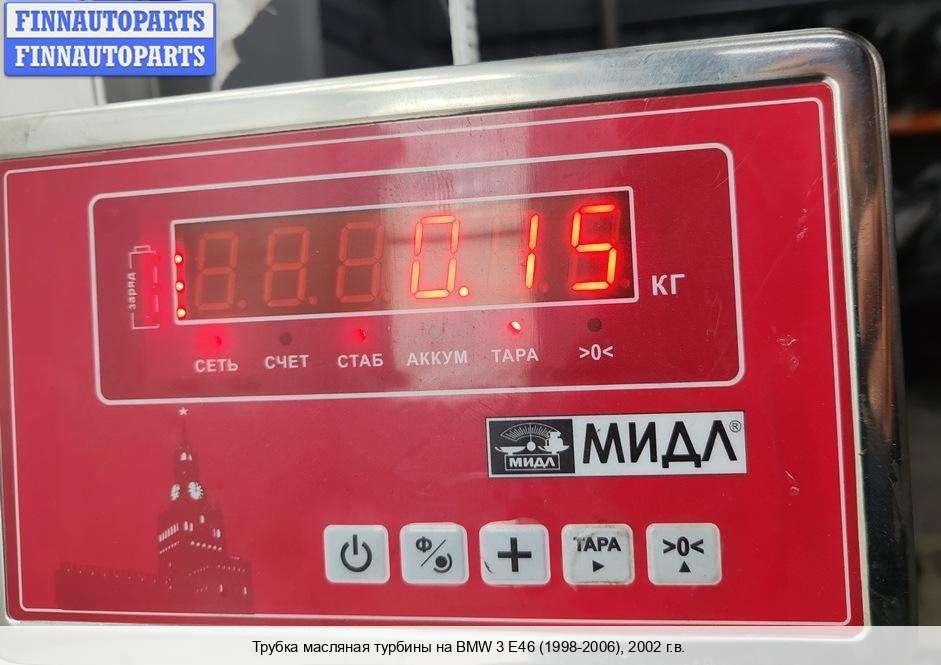 FINNAUTOPARTS
FINNAUTOPARTS
0.15
КГ
заряд
СЕТЬ СЧЕТ СТАБ АККУМ ТАРА >0<
МИДЛ МИДЛ®
Ф ТАРА >0<
Трубка масляная турбины на BMW 3 E46 (1998-2006), 2002 г.в.